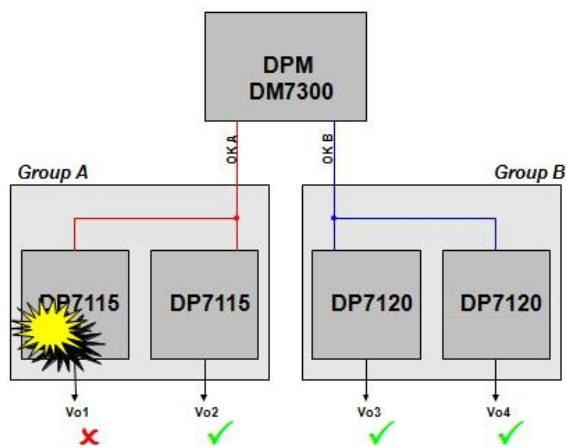 DPM
DM7300
OK A
OK B
Group A
Group B
DP7115
DP7115
DP7120
DP7120
Vo1
Vo2
Vo3
Vo4